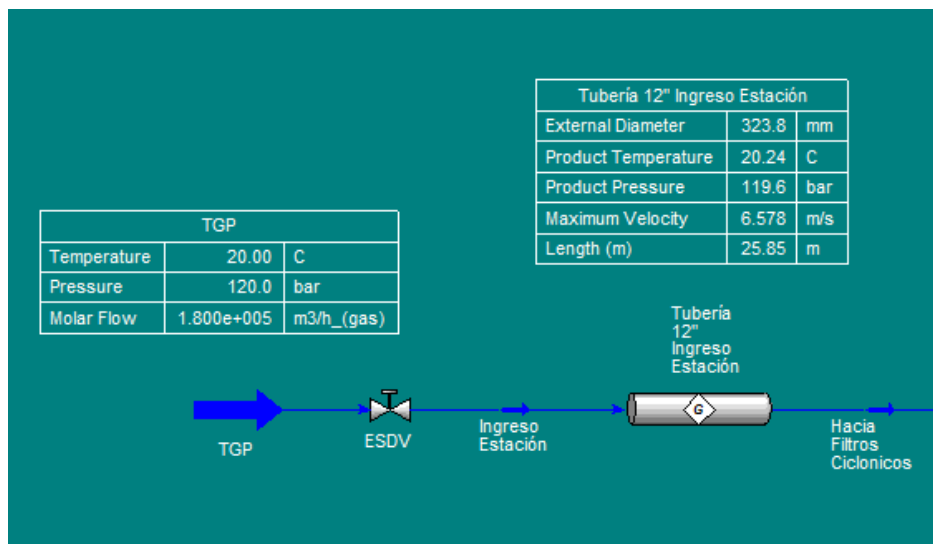 Tubería 12" Ingreso Estación
External Diameter 323.8 mm
Product Temperature 20.24 C
Product Pressure 119.6 bar
Maximum Velocity 6.578 m/s
Length (m) 25.85 m
TGP
Temperature 20.00 C
Pressure 120.0 bar
Molar Flow 1.800e+005 m3/h_(gas)
Tubería
12"
Ingreso
Estación
G
TGP
ESDV
Ingreso
Estación
Hacia
Filtros
Ciclonicos